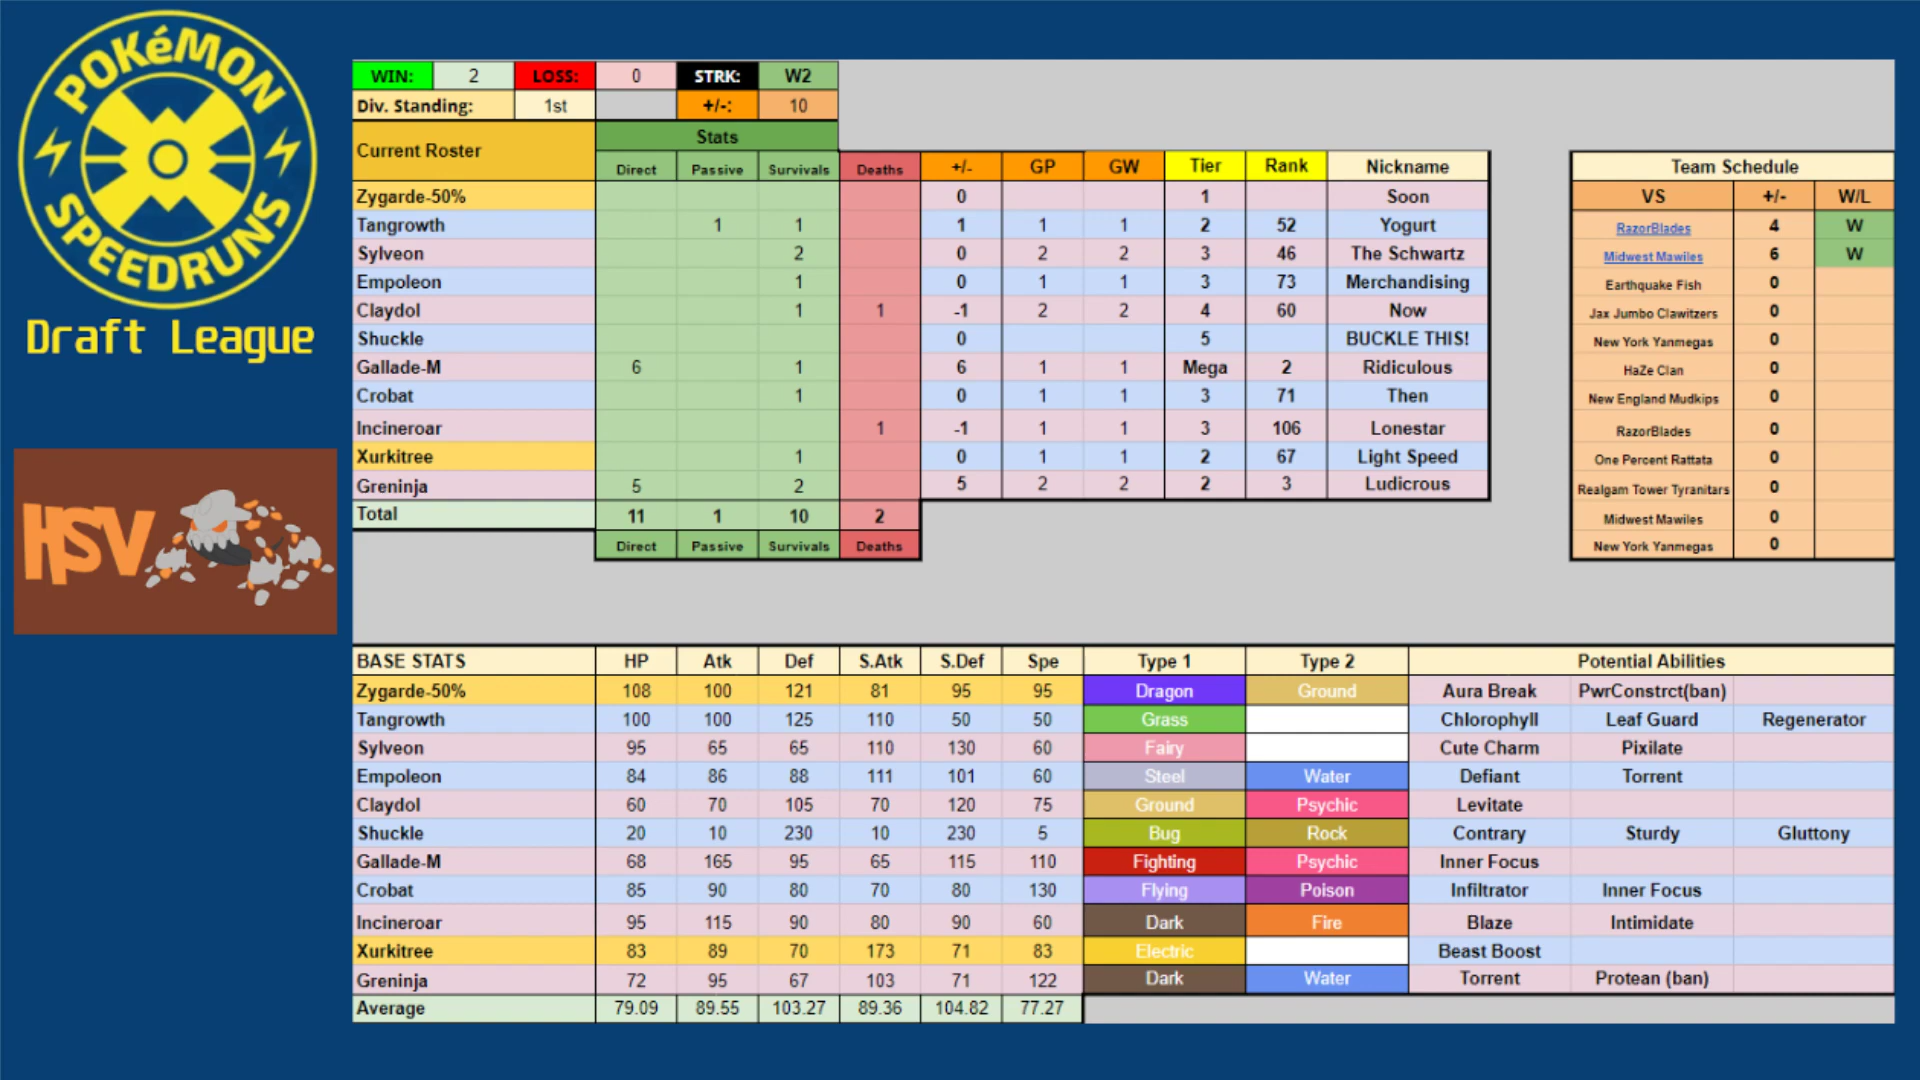 POKéMON
SPEEDRUNS
Draft League
HSV
WIN: 2 LOSS: 0 STRK: W2
Div. Standing: 1st +/-: 10
Current Roster Stats
Direct Passive Survivals Deaths +/- GP GW Tier Rank Nickname
Zygarde-50% 0 1 Soon
Tangrowth 1 1 1 1 1 2 52 Yogurt
Sylveon 2 0 2 2 3 46 The Schwartz
Empoleon 1 0 1 1 3 73 Merchandising
Claydol 1 1 -1 2 2 4 60 Now
Shuckle 0 5 BUCKLE THIS!
Gallade-M 6 1 6 1 1 Mega 2 Ridiculous
Crobat 1 0 1 1 3 71 Then
Incineroar 1 -1 1 1 3 106 Lonestar
Xurkitree 1 0 1 1 2 67 Light Speed
Greninja 5 2 5 2 2 2 3 Ludicrous
Total 11 1 10 2
Direct Passive Survivals Deaths
Team Schedule
VS +/- W/L
RazorBlades 4 W
Midwest Mawiles 6 W
Earthquake Fish 0
Jax Jumbo Clawitzers 0
New York Yanmegas 0
HaZe Clan 0
New England Mudkips 0
RazorBlades 0
One Percent Rattata 0
Realgam Tower Tyranitars 0
Midwest Mawiles 0
New York Yanmegas 0
BASE STATS HP Atk Def S.Atk S.Def Spe Type 1 Type 2 Potential Abilities
Zygarde-50% 108 100 121 81 95 95 Dragon Ground Aura Break PwrConstrct(ban)
Tangrowth 100 100 125 110 50 50 Grass Chlorophyll Leaf Guard Regenerator
Sylveon 95 65 65 110 130 60 Fairy Cute Charm Pixilate
Empoleon 84 86 88 111 101 60 Steel Water Defiant Torrent
Claydol 60 70 105 70 120 75 Ground Psychic Levitate
Shuckle 20 10 230 10 230 5 Bug Rock Contrary Sturdy Gluttony
Gallade-M 68 165 95 65 115 110 Fighting Psychic Inner Focus
Crobat 85 90 80 70 80 130 Flying Poison Infiltrator Inner Focus
Incineroar 95 115 90 80 90 60 Dark Fire Blaze Intimidate
Xurkitree 83 89 70 173 71 83 Electric Beast Boost
Greninja 72 95 67 103 71 122 Dark Water Torrent Protean (ban)
Average 79.09 89.55 103.27 89.36 104.82 77.27